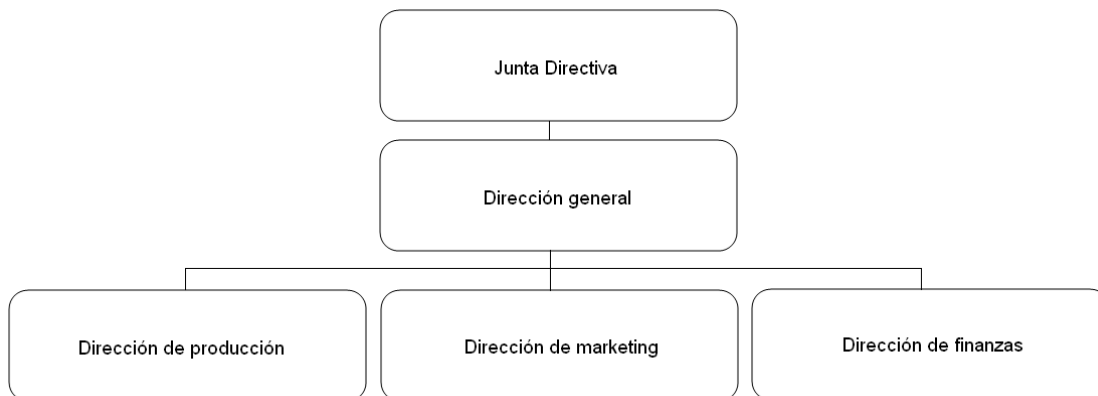 Junta Directiva
Dirección general
Dirección de producción
Dirección de marketing
Dirección de finanzas